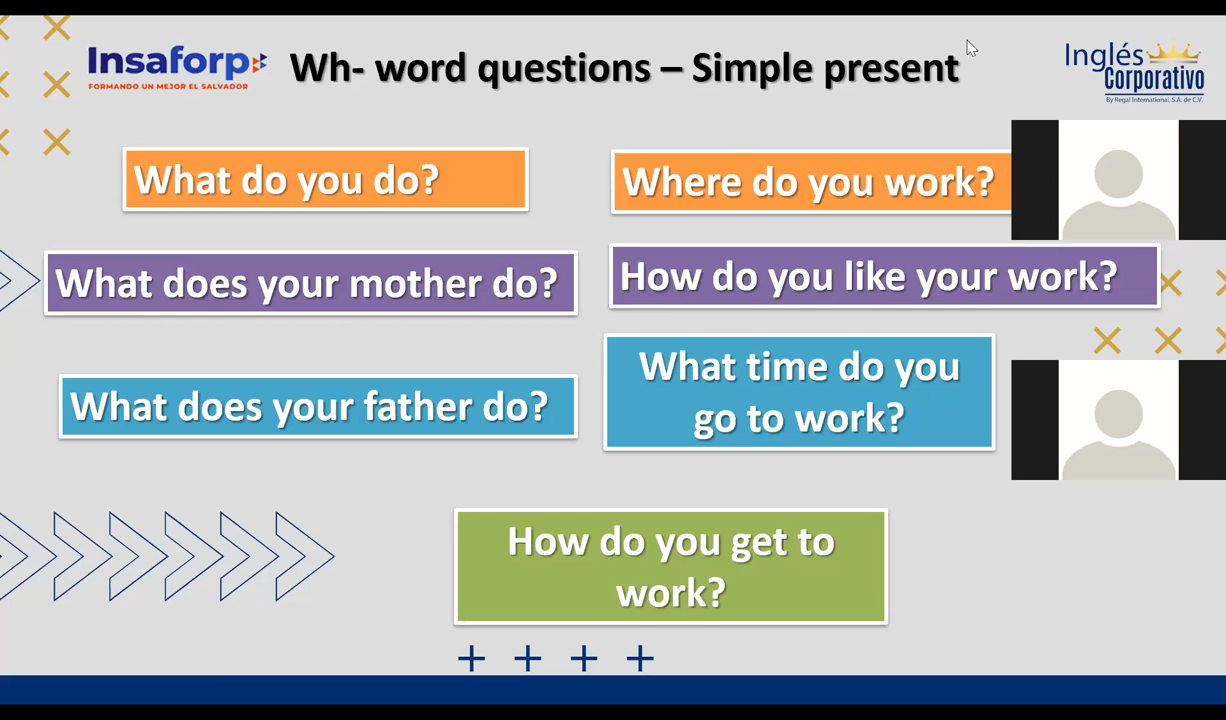 Insaforp
FORMANDO UN MEJOR EL SALVADOR
Wh- word questions – Simple present
Inglés
Corporativo
By Regal International, S.A. de C.V.
What do you do?
Where do you work?
What does your mother do?
How do you like your work?
What does your father do?
What time do you
go to work?
How do you get to
work?